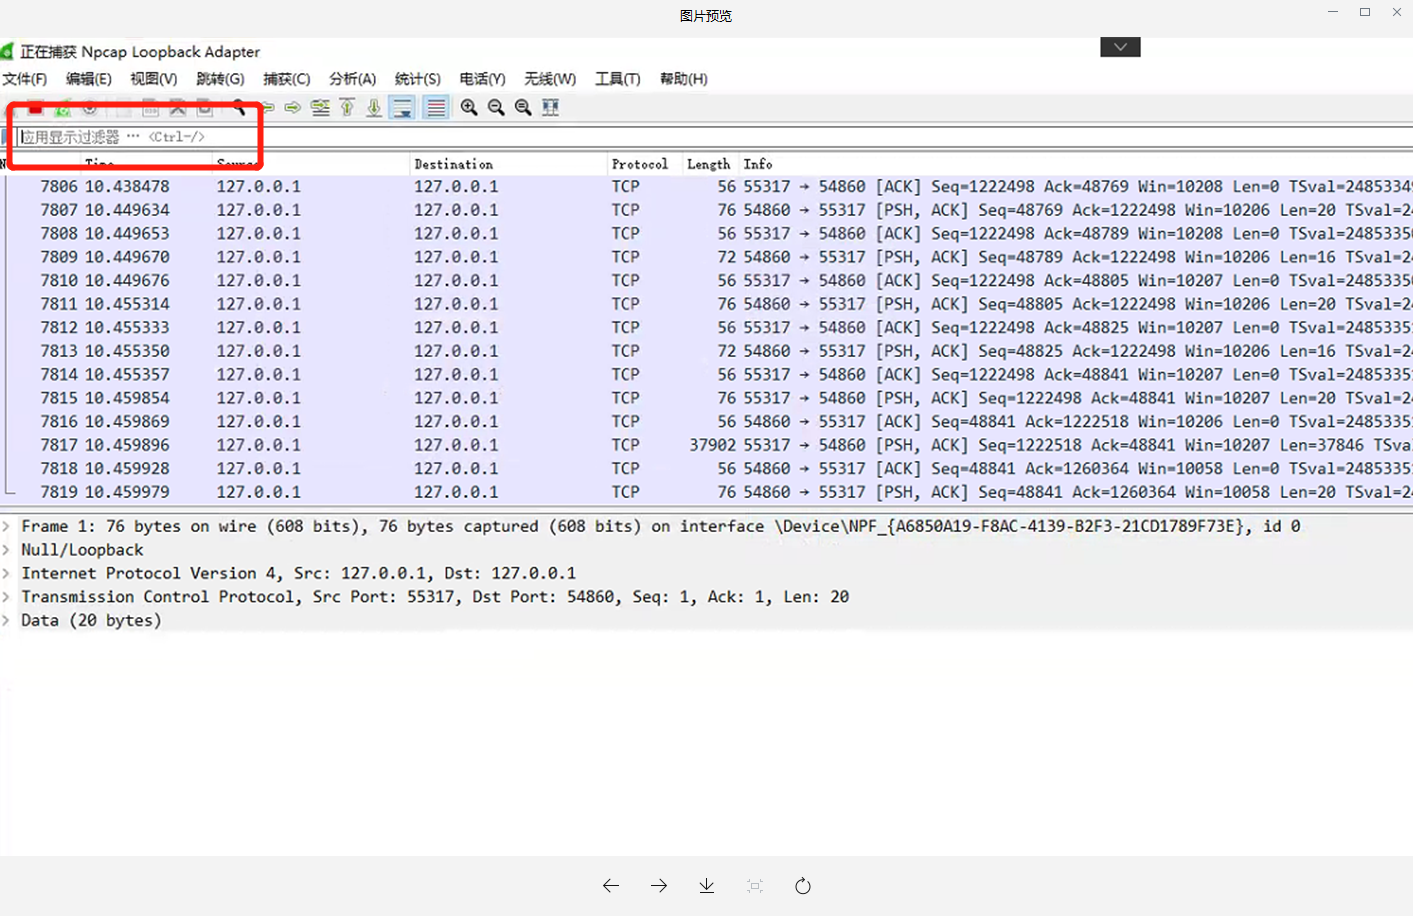 图片预览
正在捕获 Npcap Loopback Adapter
文件(F) 编辑(E) 视图(V) 跳转(G) 捕获(C) 分析(A) 统计(S) 电话(Y) 无线(W) 工具(T) 帮助(H)
应用显示过滤器 … <Ctrl-/>
Time Source Destination Protocol Length Info
7806 10.438478 127.0.0.1 127.0.0.1 TCP 56 55317 → 54860 [ACK] Seq=1222498 Ack=48769 Win=10208 Len=0 TSval=2485334
7807 10.449634 127.0.0.1 127.0.0.1 TCP 76 54860 → 55317 [PSH, ACK] Seq=48769 Ack=1222498 Win=10206 Len=20 TSval=24
7808 10.449653 127.0.0.1 127.0.0.1 TCP 56 55317 → 54860 [ACK] Seq=1222498 Ack=48789 Win=10208 Len=0 TSval=2485335
7809 10.449670 127.0.0.1 127.0.0.1 TCP 72 54860 → 55317 [PSH, ACK] Seq=48789 Ack=1222498 Win=10206 Len=16 TSval=24
7810 10.449676 127.0.0.1 127.0.0.1 TCP 56 55317 → 54860 [ACK] Seq=1222498 Ack=48805 Win=10207 Len=0 TSval=2485335
7811 10.455314 127.0.0.1 127.0.0.1 TCP 76 54860 → 55317 [PSH, ACK] Seq=48805 Ack=1222498 Win=10206 Len=20 TSval=24
7812 10.455333 127.0.0.1 127.0.0.1 TCP 56 55317 → 54860 [ACK] Seq=1222498 Ack=48825 Win=10207 Len=0 TSval=2485335
7813 10.455350 127.0.0.1 127.0.0.1 TCP 72 54860 → 55317 [PSH, ACK] Seq=48825 Ack=1222498 Win=10206 Len=16 TSval=24
7814 10.455357 127.0.0.1 127.0.0.1 TCP 56 55317 → 54860 [ACK] Seq=1222498 Ack=48841 Win=10207 Len=0 TSval=2485335
7815 10.459854 127.0.0.1 127.0.0.1 TCP 76 55317 → 54860 [PSH, ACK] Seq=1222498 Ack=48841 Win=10207 Len=20 TSval=24
7816 10.459869 127.0.0.1 127.0.0.1 TCP 56 54860 → 55317 [ACK] Seq=48841 Ack=1222518 Win=10206 Len=0 TSval=2485335
7817 10.459896 127.0.0.1 127.0.0.1 TCP 37902 55317 → 54860 [PSH, ACK] Seq=1222518 Ack=48841 Win=10207 Len=37846 TSva
7818 10.459928 127.0.0.1 127.0.0.1 TCP 56 54860 → 55317 [ACK] Seq=48841 Ack=1260364 Win=10058 Len=0 TSval=2485335
7819 10.459979 127.0.0.1 127.0.0.1 TCP 76 54860 → 55317 [PSH, ACK] Seq=48841 Ack=1260364 Win=10058 Len=20 TSval=24
Frame 1: 76 bytes on wire (608 bits), 76 bytes captured (608 bits) on interface \Device\NPF_{A6850A19-F8AC-4139-B2F3-21CD1789F73E}, id 0
Null/Loopback
Internet Protocol Version 4, Src: 127.0.0.1, Dst: 127.0.0.1
Transmission Control Protocol, Src Port: 55317, Dst Port: 54860, Seq: 1, Ack: 1, Len: 20
Data (20 bytes)